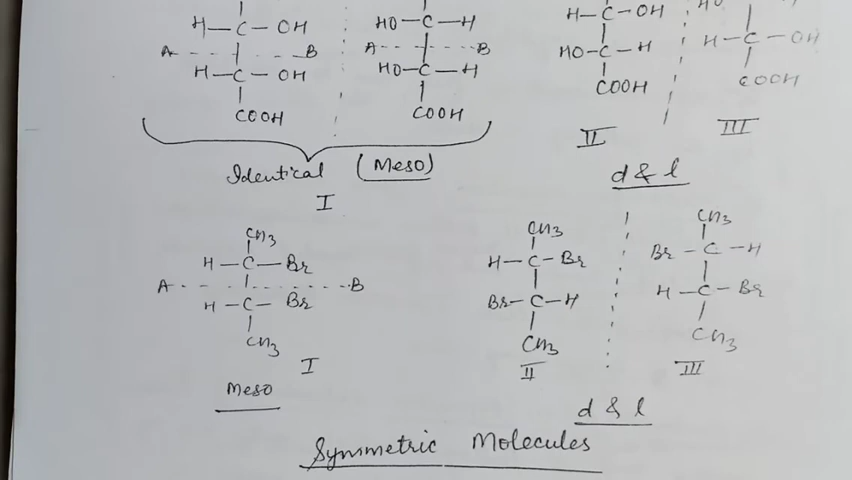 H-C-OH HO-C-H H-C-OH HO
A B A B HO-C-H H-C-OH
H-C-OH HO-C-H COOH COOH
COOH COOH II III
Identical (Meso) d & l
I
CH3 CH3 CH3
H-C-Br H-C-Br Br-C-H
A B
H-C-Br Br-C-H H-C-Br
CH3 CH3 CH3
I II III
Meso d & l
Symmetric Molecules